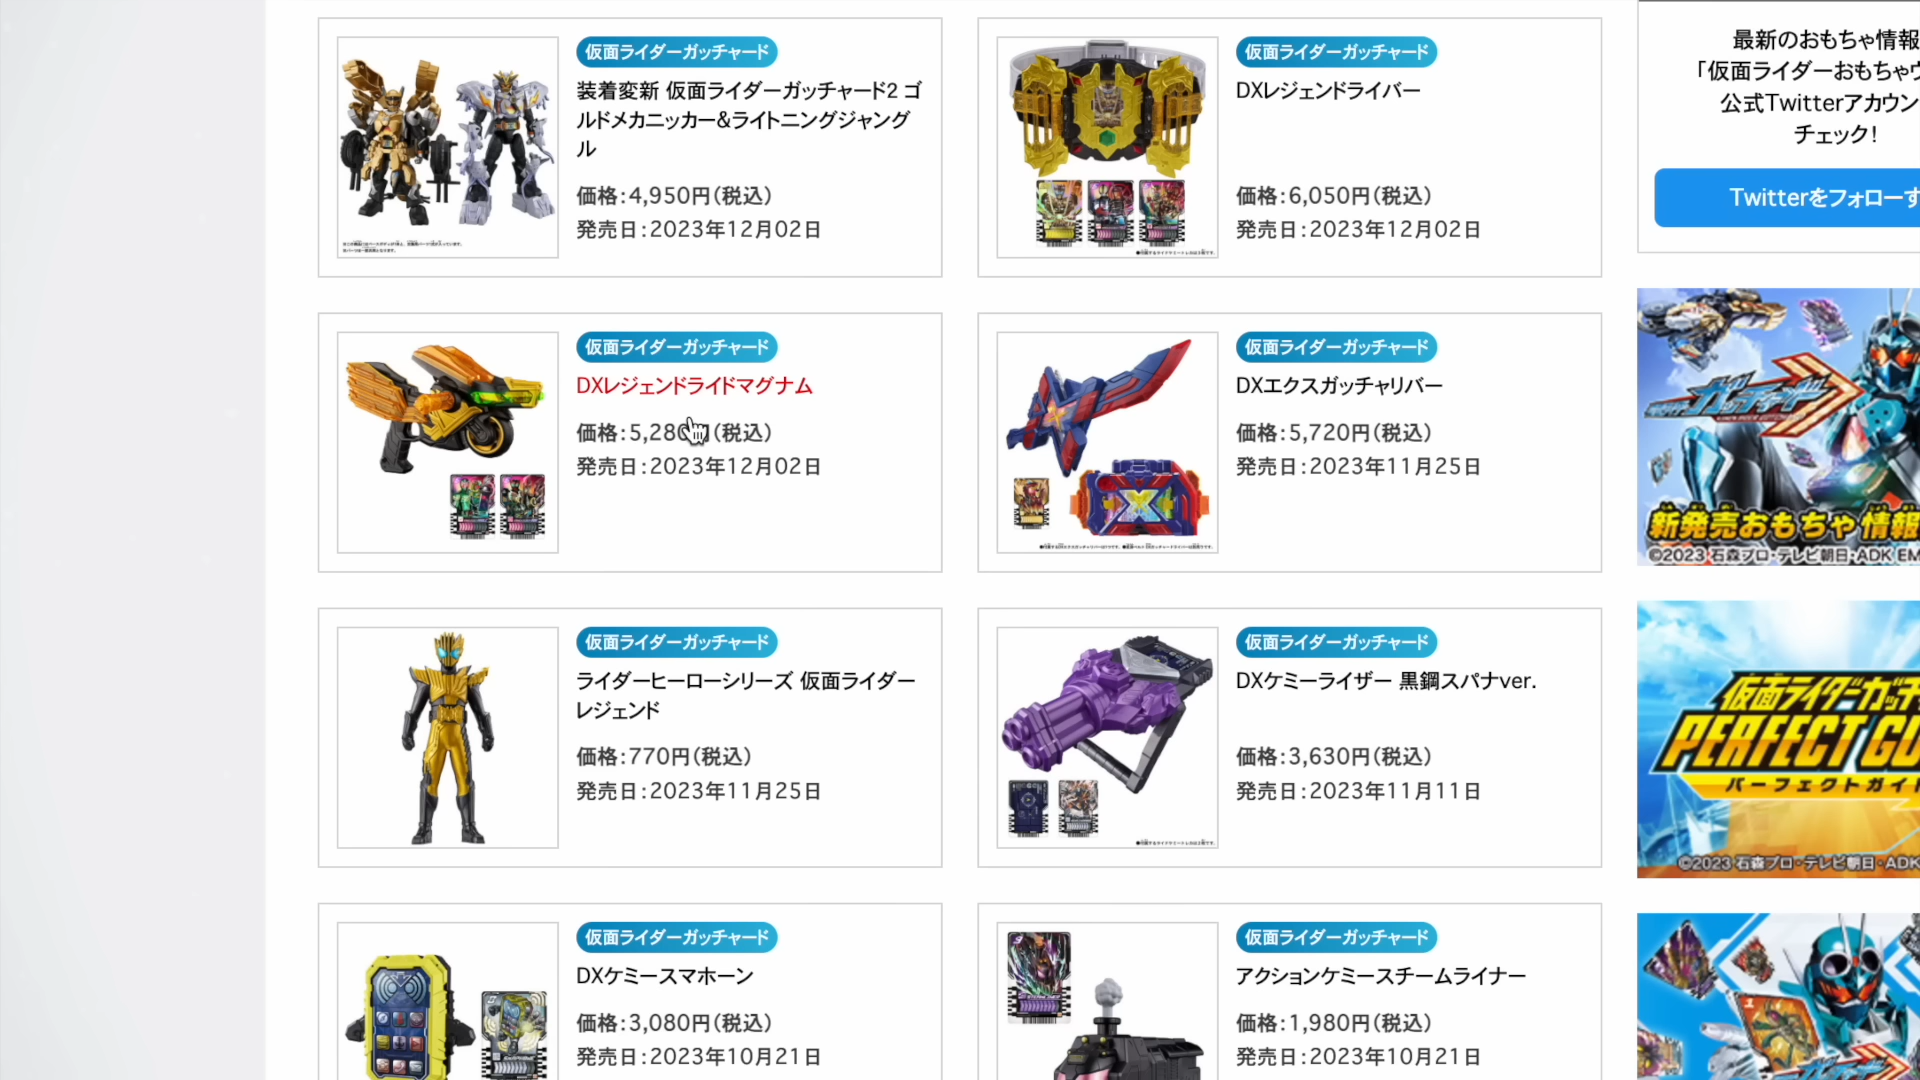 仮面ライダーガッチャード
装着変新 仮面ライダーガッチャード2 ゴ
ルドメカニッカー&ライトニングジャング
ル
価格:4,950円(税込)
発売日:2023年12月02日
仮面ライダーガッチャード
DXレジェンドライバー
価格:6,050円(税込)
発売日:2023年12月02日
仮面ライダーガッチャード
DXレジェンドライドマグナム
価格:5,280円(税込)
発売日:2023年12月02日
仮面ライダーガッチャード
DXエクスガッチャリバー
価格:5,720円(税込)
発売日:2023年11月25日
仮面ライダーガッチャード
ライダーヒーローシリーズ 仮面ライダー
レジェンド
価格:770円(税込)
発売日:2023年11月25日
仮面ライダーガッチャード
DXケミーライザー 黒鋼スパナver.
価格:3,630円(税込)
発売日:2023年11月11日
仮面ライダーガッチャード
DXケミースマホーン
価格:3,080円(税込)
発売日:2023年10月21日
仮面ライダーガッチャード
アクションケミースチームライナー
価格:1,980円(税込)
発売日:2023年10月21日
最新のおもちゃ情報
「仮面ライダーおもちゃウ
公式Twitterアカウン
チェック!
Twitterをフォローす
ガッチャード
新発売おもちゃ情報
©2023 石森プロ・テレビ朝日・ADK EM
仮面ライダーガッチ
PERFECT GU
パーフェクトガイド
©2023 石森プロ・テレビ朝日・ADK